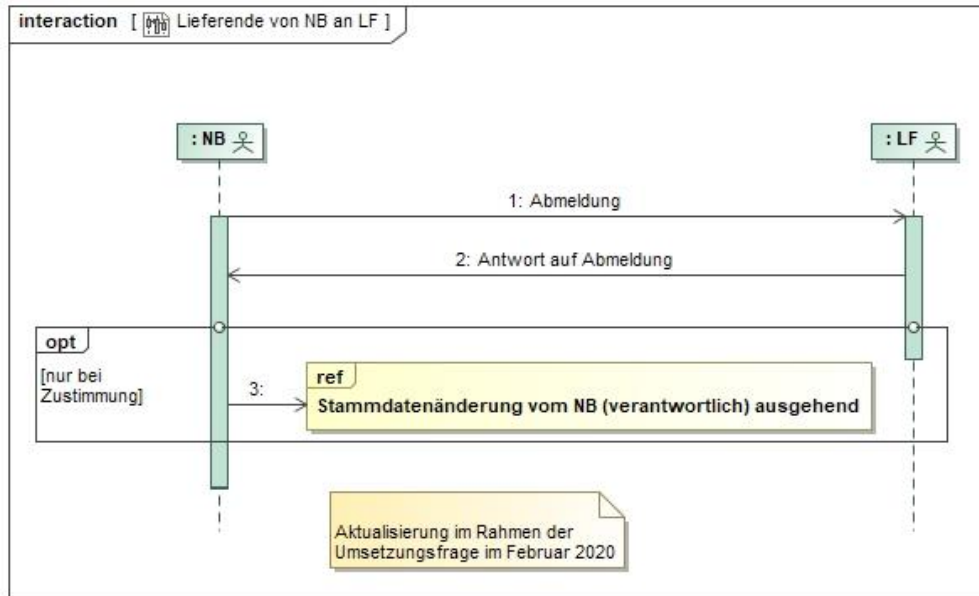 interaction [ Lieferende von NB an LF ]
: NB
: LF
1: Abmeldung
2: Antwort auf Abmeldung
opt
[nur bei
Zustimmung]
3:
ref
Stammdatenänderung vom NB (verantwortlich) ausgehend
Aktualisierung im Rahmen der
Umsetzungsfrage im Februar 2020